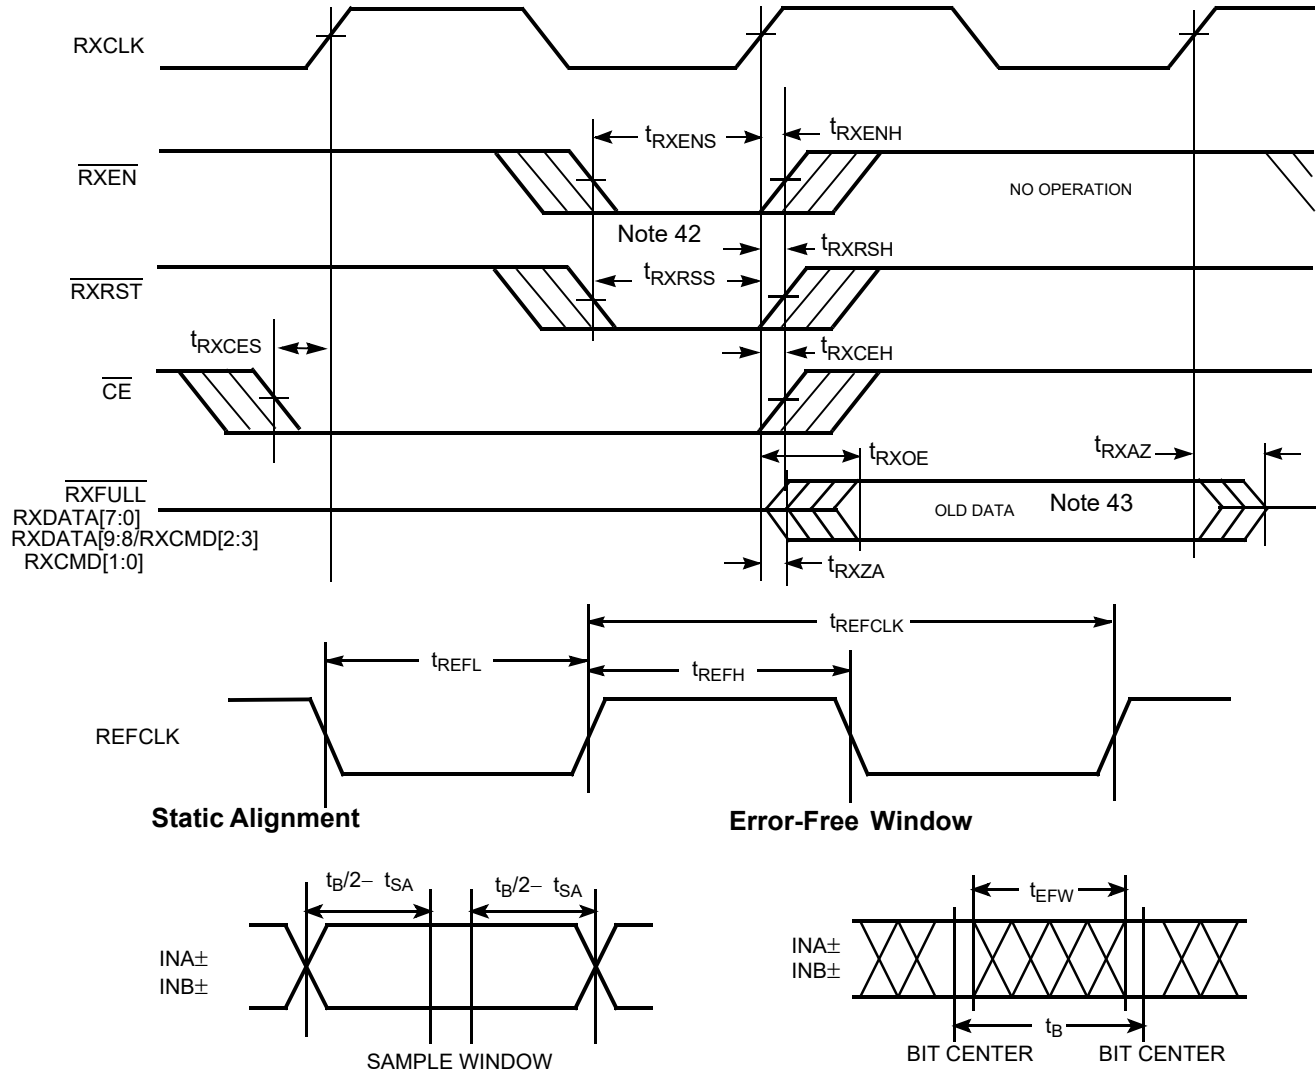 RXCLK
tRXENS
tRXENH
RXEN
NO OPERATION
Note 42
tRXRSH
RXRST
tRXRSS
tRXCES
tRXCEH
CE
tRXOE
tRXAZ
RXFULL
RXDATA[7:0]
RXDATA[9:8/RXCMD[2:3]
RXCMD[1:0]
OLD DATA
Note 43
tRXZA
tREFCLK
tREFL
tREFH
REFCLK
Static Alignment
Error-Free Window
tB/2– tSA
tB/2– tSA
tEFW
INA±
INB±
INA±
INB±
tB
SAMPLE WINDOW
BIT CENTER
BIT CENTER